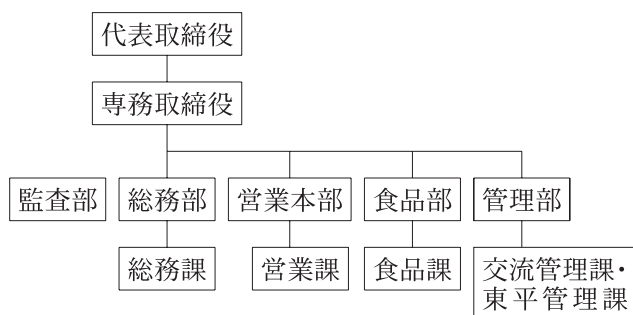 代表取締役
専務取締役
監査部 総務部 営業本部 食品部 管理部
総務課 営業課 食品課 交流管理課・
東平管理課